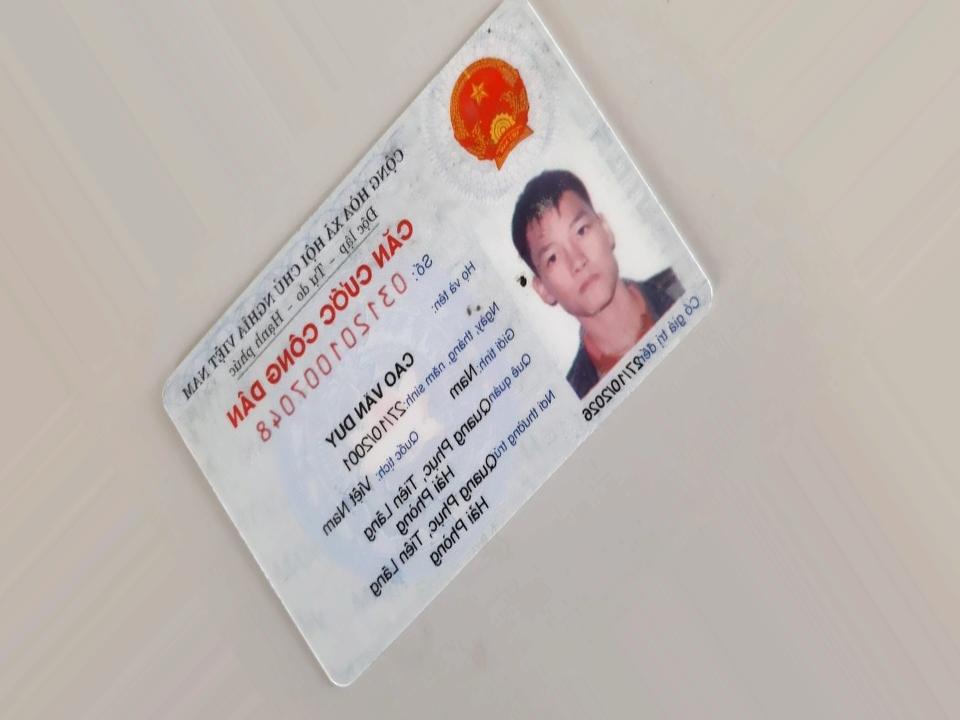 CỘNG HÒA XÃ HỘI CHỦ NGHĨA VIỆT NAM
Độc lập - Tự do - Hạnh phúc
CĂN CƯỚC CÔNG DÂN
Số: 031201007048
Họ và tên:
CAO VĂN DUY
Ngày, tháng, năm sinh: 27/10/2001
Giới tính: Nam Quốc tịch: Việt Nam
Quê quán: Quang Phục, Tiên Lãng
Hải Phòng
Nơi thường trú: Quang Phục, Tiên Lãng
Hải Phòng
Có giá trị đến: 27/10/2026